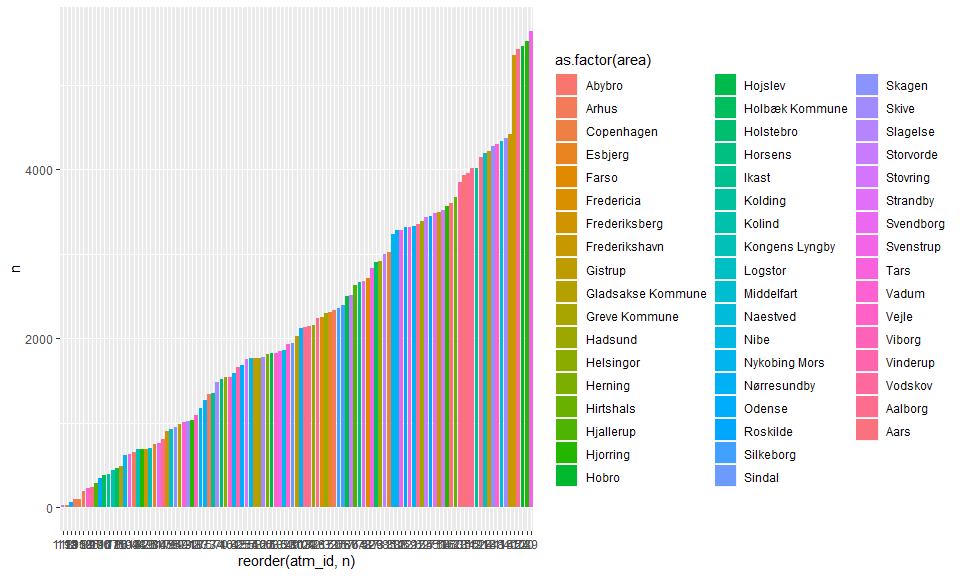 as.factor(area)
Abybro
Arhus
Copenhagen
Esbjerg
Farso
Fredericia
Frederiksberg
Frederikshavn
Gistrup
Gladsakse Kommune
Greve Kommune
Hadsund
Helsingor
Herning
Hirtshals
Hjallerup
Hjorring
Hobro
Hojslev
Holbæk Kommune
Holstebro
Horsens
Ikast
Kolding
Kolind
Kongens Lyngby
Logstor
Middelfart
Naestved
Nibe
Nykobing Mors
Nørresundby
Odense
Roskilde
Silkeborg
Sindal
Skagen
Skive
Slagelse
Storvorde
Stovring
Strandby
Svendborg
Svenstrup
Tars
Vadum
Vejle
Viborg
Vinderup
Vodskov
Aalborg
Aars
4000
2000
0
n
reorder(atm_id, n)